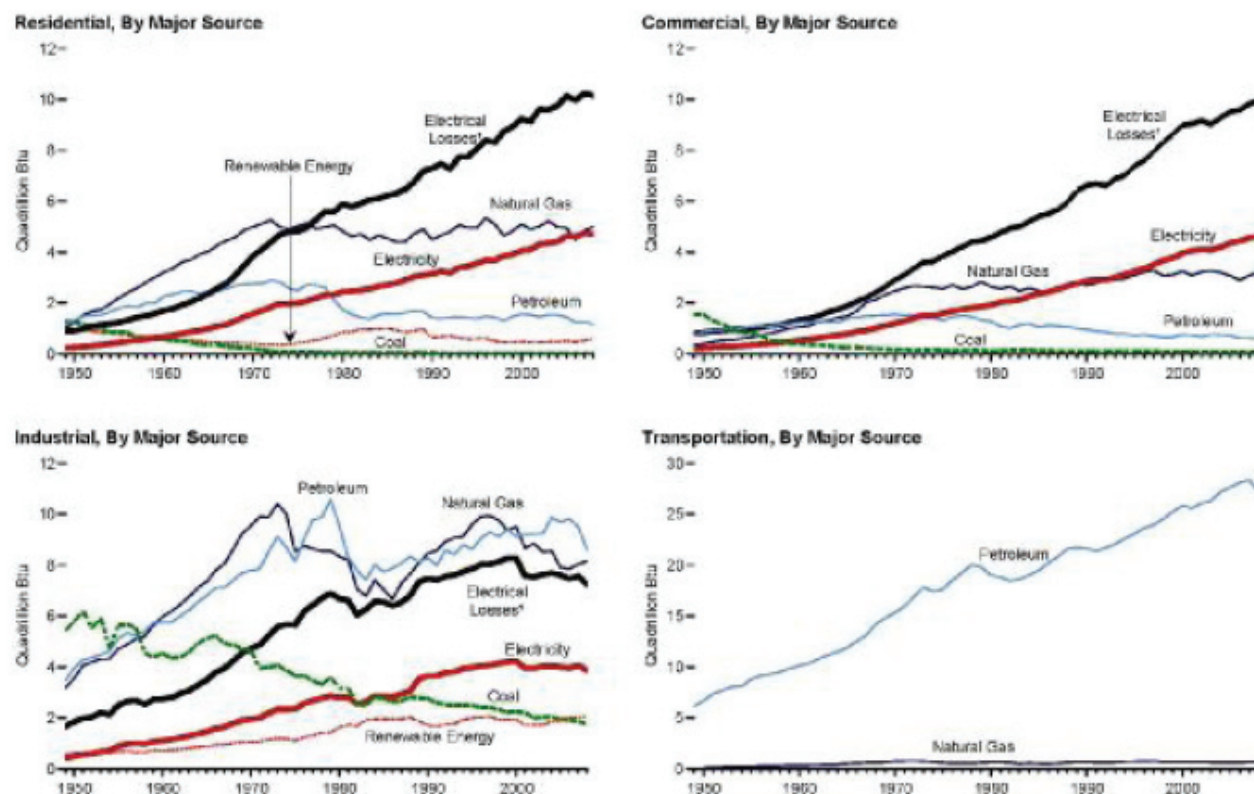 Residential, By Major Source
12
10
8
6
4
2
0
Quadrillion Btu
Electrical
Losses¹
Renewable Energy
Natural Gas
Electricity
Petroleum
Coal
1950 1960 1970 1980 1990 2000
Commercial, By Major Source
12
10
8
6
4
2
0
Quadrillion Btu
Electrical
Losses¹
Electricity
Natural Gas
Petroleum
Coal
1950 1960 1970 1980 1990 2000
Industrial, By Major Source
12
10
8
6
4
2
0
Quadrillion Btu
Petroleum
Natural Gas
Electrical
Losses*
Electricity
Coal
Renewable Energy
1950 1960 1970 1980 1990 2000
Transportation, By Major Source
30
25
20
15
10
5
0
Quadrillion Btu
Petroleum
Natural Gas
1950 1960 1970 1980 1990 2000